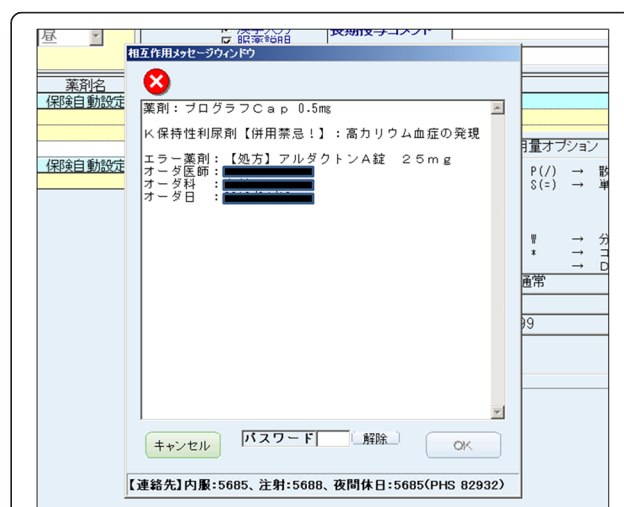 昼
服薬説明
長期投与コメント
相互作用メッセージウィンドウ
薬剤名
保険自動設定
薬剤：プログラフCap 0.5mg
K保持性利尿剤【併用禁忌！】：高カリウム血症の発現
エラー薬剤：【処方】アルダクトンA錠 25mg
オーダ医師：
オーダ科 ：
オーダ日 ：
保険自動設定
用量オプション
P(/) → 散
S(=) → 単
W → 分
* → コ
→ D
通常
99
キャンセル
パスワード
解除
OK
【連絡先】内服:5685、注射:5688、夜間休日:5685(PHS 82932)